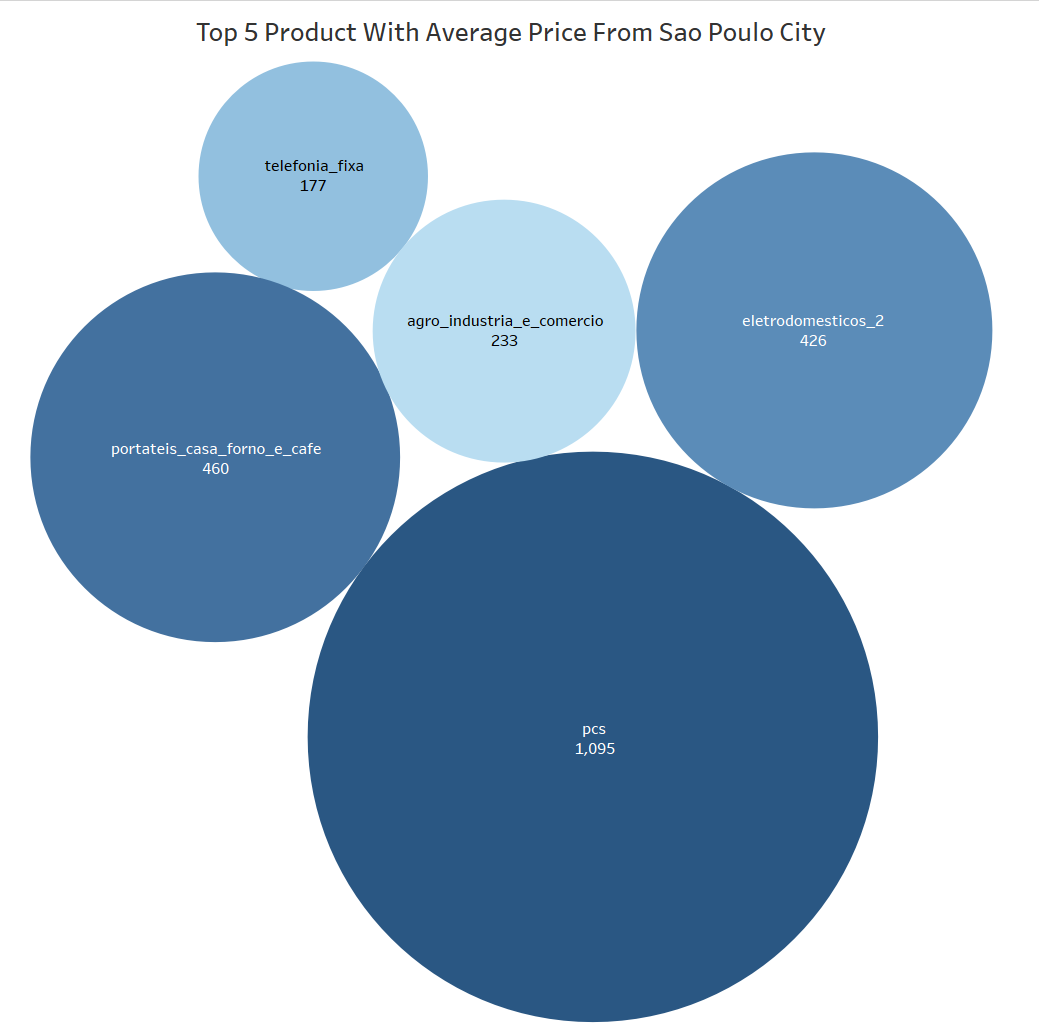 Top 5 Product With Average Price From Sao Poulo City
telefonia_fixa
177
agro_industria_e_comercio
233
eletrodomesticos_2
426
portateis_casa_forno_e_cafe
460
pcs
1,095